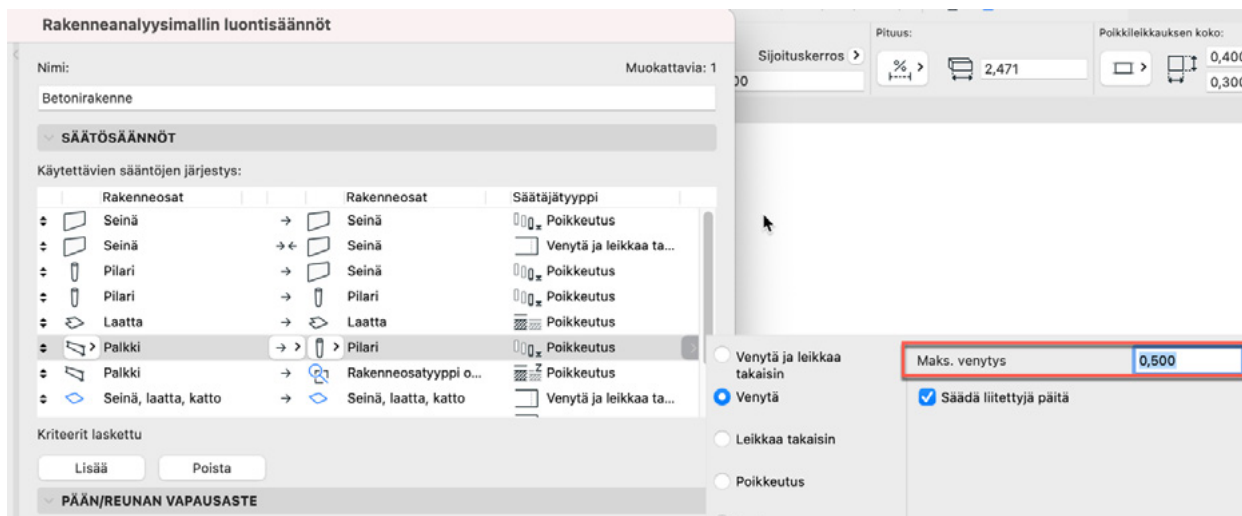 Rakenneanalyysimallin luontisäännöt
Nimi: Muokattavia: 1
Betonirakenne
SÄÄTÖSÄÄNNÖT
Käytettävien sääntöjen järjestys:
Rakenneosat Rakenneosat Säätäjätyyppi
Seinä → Seinä Poikkeutus
Seinä →← Seinä Venytä ja leikkaa ta...
Pilari → Seinä Poikkeutus
Pilari → Pilari Poikkeutus
Laatta → Laatta Poikkeutus
Palkki → Pilari Poikkeutus
Palkki → Rakenneosatyyppi o... Poikkeutus
Seinä, laatta, katto → Seinä, laatta, katto Venytä ja leikkaa ta...
Kriteerit laskettu
Lisää Poista
PÄÄN/REUNAN VAPAUSASTE
Sijoituskerros
00
Pituus:
2,471
Poikkileikkauksen koko:
0,400
0,300
Venytä ja leikkaa
takaisin
Venytä
Leikkaa takaisin
Poikkeutus
Maks. venytys 0,500
Säädä liitettyjä päitä